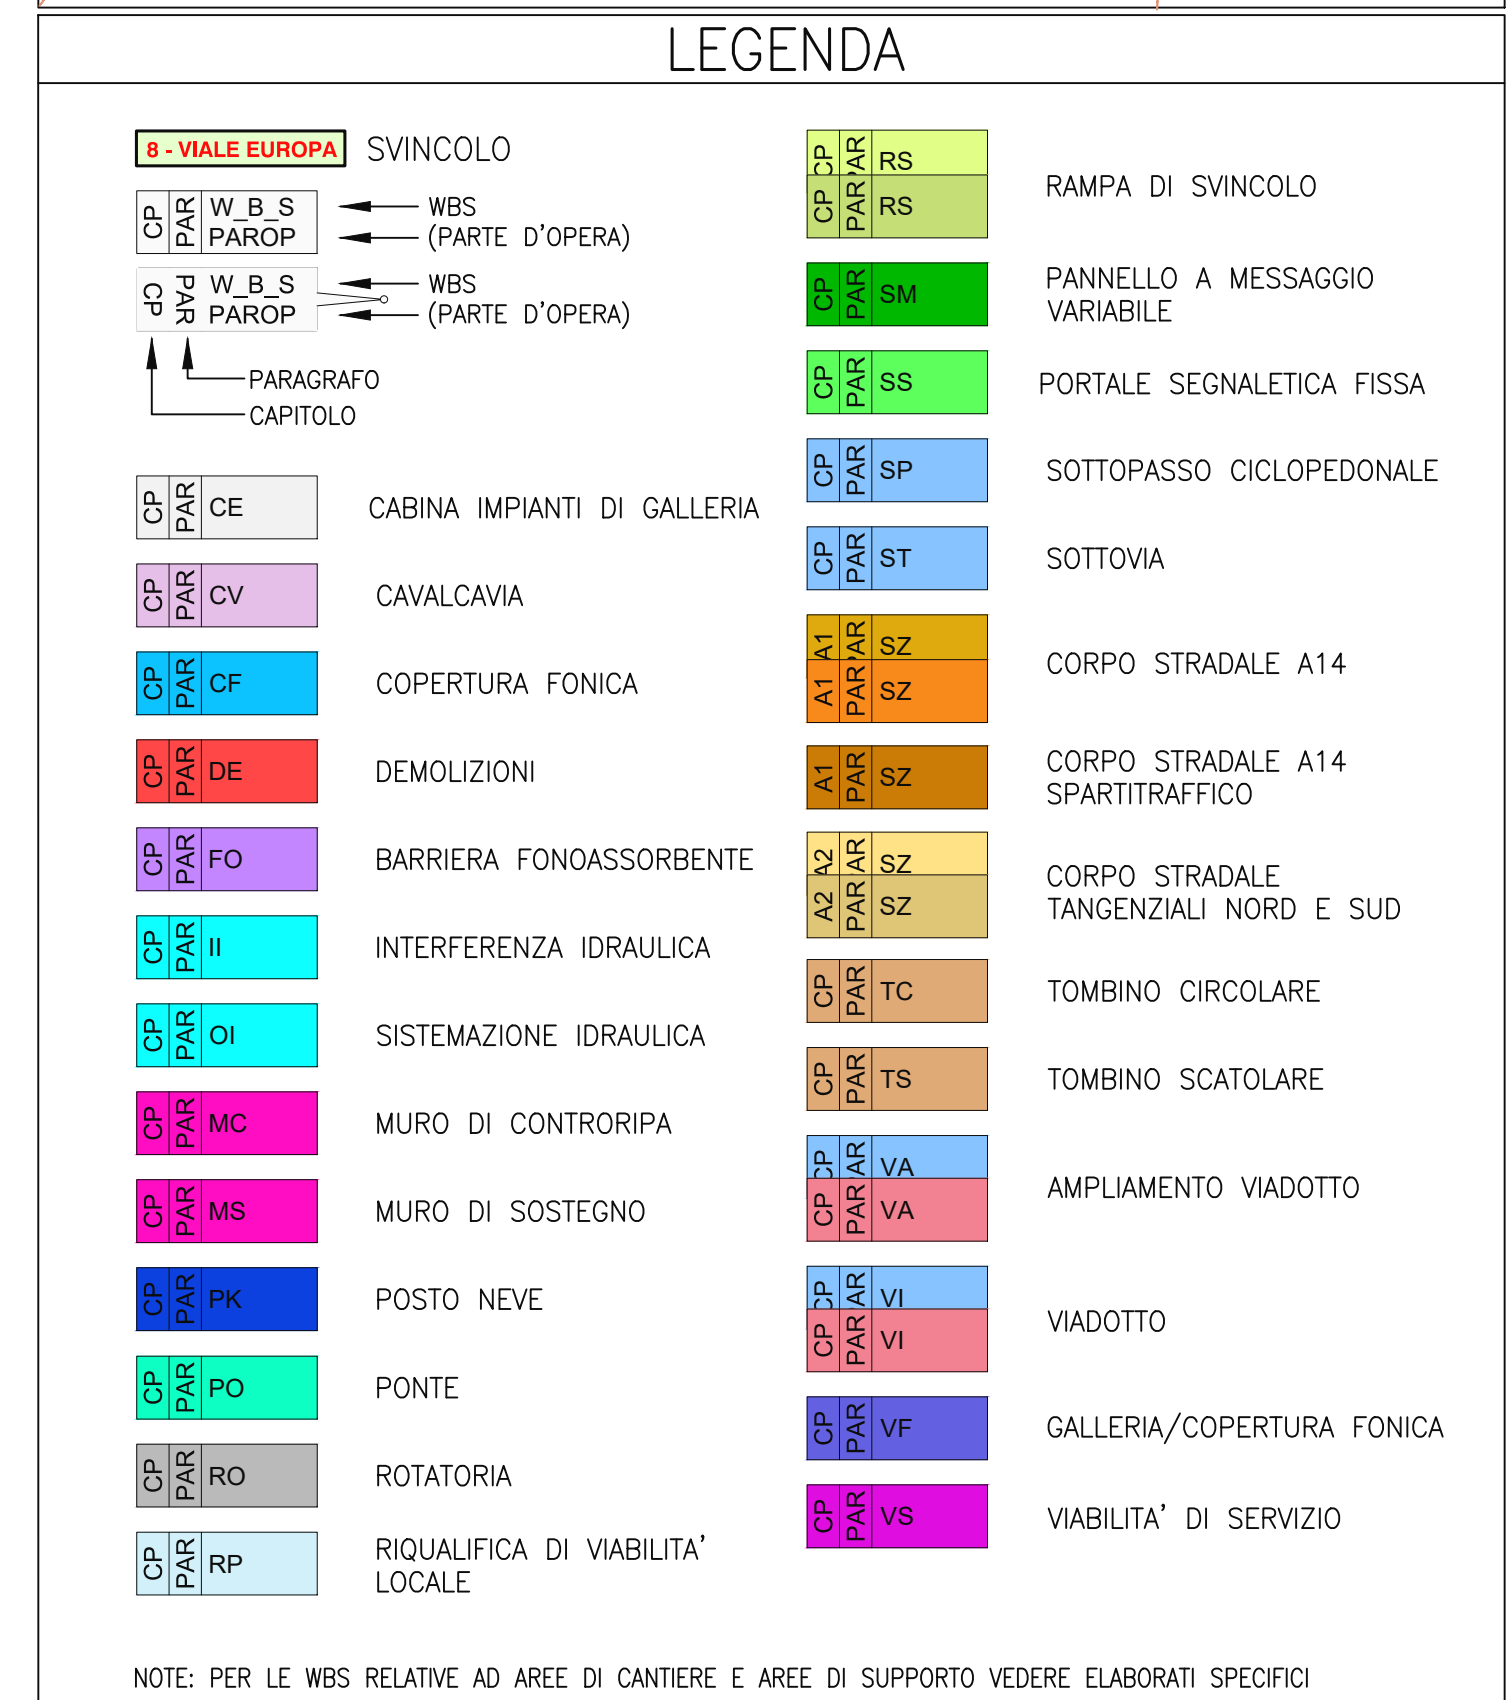 LEGENDA
8 - VIALE EUROPA SVINCOLO
CP PAR W_B_S WBS
PAROP (PARTE D'OPERA)
CP PAR W_B_S WBS
PAROP (PARTE D'OPERA)
PARAGRAFO
CAPITOLO
CP PAR CE CABINA IMPIANTI DI GALLERIA
CP PAR CV CAVALCAVIA
CP PAR CF COPERTURA FONICA
CP PAR DE DEMOLIZIONI
CP PAR FO BARRIERA FONOASSORBENTE
CP PAR II INTERFERENZA IDRAULICA
CP PAR OI SISTEMAZIONE IDRAULICA
CP PAR MC MURO DI CONTRORIPA
CP PAR MS MURO DI SOSTEGNO
CP PAR PK POSTO NEVE
CP PAR PO PONTE
CP PAR RO ROTATORIA
CP PAR RP RIQUALIFICA DI VIABILITA'
LOCALE
CP PAR RS
CP PAR RS RAMPA DI SVINCOLO
CP PAR SM PANNELLO A MESSAGGIO
VARIABILE
CP PAR SS PORTALE SEGNALETICA FISSA
CP PAR SP SOTTOPASSO CICLOPEDONALE
CP PAR ST SOTTOVIA
A1 PAR SZ
A1 PAR SZ CORPO STRADALE A14
A1 PAR SZ CORPO STRADALE A14
SPARTITRAFFICO
A2 PAR SZ CORPO STRADALE
A2 PAR SZ TANGENZIALI NORD E SUD
CP PAR TC TOMBINO CIRCOLARE
CP PAR TS TOMBINO SCATOLARE
CP PAR VA
CP PAR VA AMPLIAMENTO VIADOTTO
CP PAR VI
CP PAR VI VIADOTTO
CP PAR VF GALLERIA/COPERTURA FONICA
CP PAR VS VIABILITA' DI SERVIZIO
NOTE: PER LE WBS RELATIVE AD AREE DI CANTIERE E AREE DI SUPPORTO VEDERE ELABORATI SPECIFICI